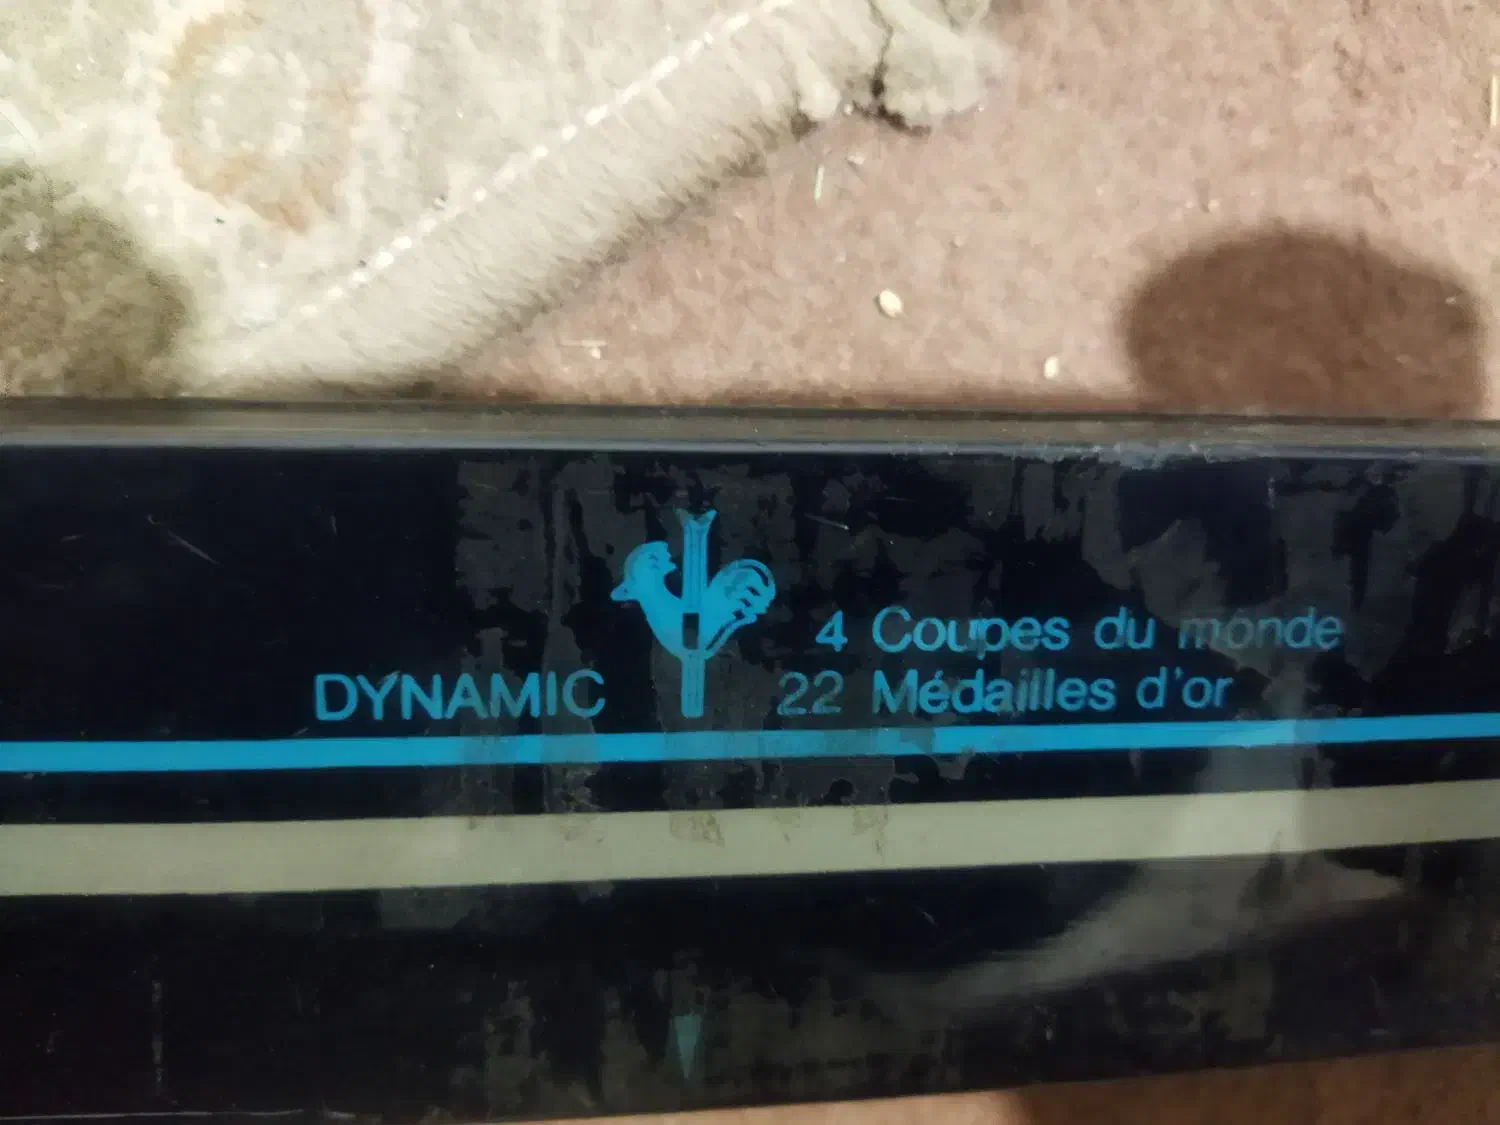 4 Coupes du monde
DYNAMIC 22 Médailles d'or